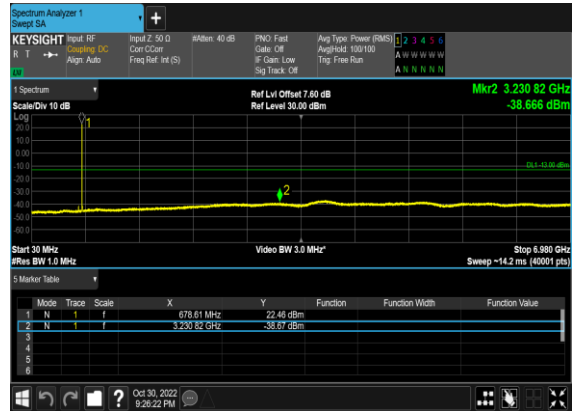 Spectrum Analyzer 1
Swept SA
+
KEYSIGHT Input: RF Input Z: 50 Ω #Atten: 40 dB PNO: Fast Avg Type: Power (RMS) 1 2 3 4 5 6
R T Coupling: DC Corr CCorr Gate: Off Avg|Hold: 100/100 A W W W W W
Align: Auto Freq Ref: Int (S) IF Gain: Low Trig: Free Run
LW Sig Track: Off A N N N N N
1 Spectrum Ref Lvl Offset 7.60 dB Mkr2 3.230 82 GHz
Scale/Div 10 dB Ref Level 30.00 dBm -38.666 dBm
Log
1
20.0
10.0
0.00
-10.0
DL1 -13.00 dBm
-20.0
-30.0
2
-40.0
-50.0
-60.0
Start 30 MHz Video BW 3.0 MHz* Stop 6.980 GHz
#Res BW 1.0 MHz Sweep ~14.2 ms (40001 pts)
5 Marker Table
Mode Trace Scale X Y Function Function Width Function Value
1 N 1 f 678.61 MHz 22.46 dBm
2 N 1 f 3.230 82 GHz -38.67 dBm
3
4
5
6
? Oct 30, 2022
9:26:22 PM